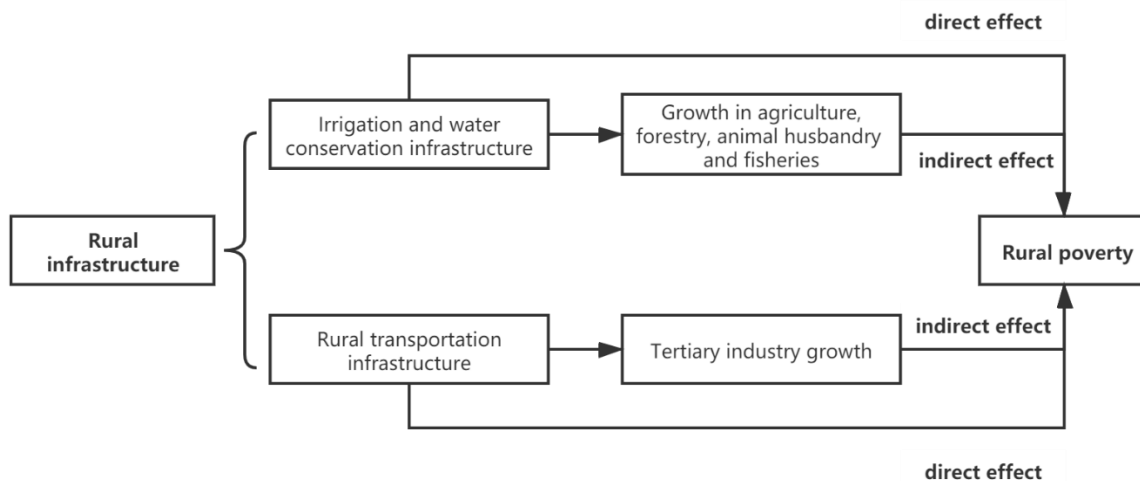 direct effect
Irrigation and water
conservation infrastructure
Growth in agriculture,
forestry, animal husbandry
and fisheries
indirect effect
Rural
infrastructure
Rural poverty
Rural transportation
infrastructure
Tertiary industry growth
indirect effect
direct effect